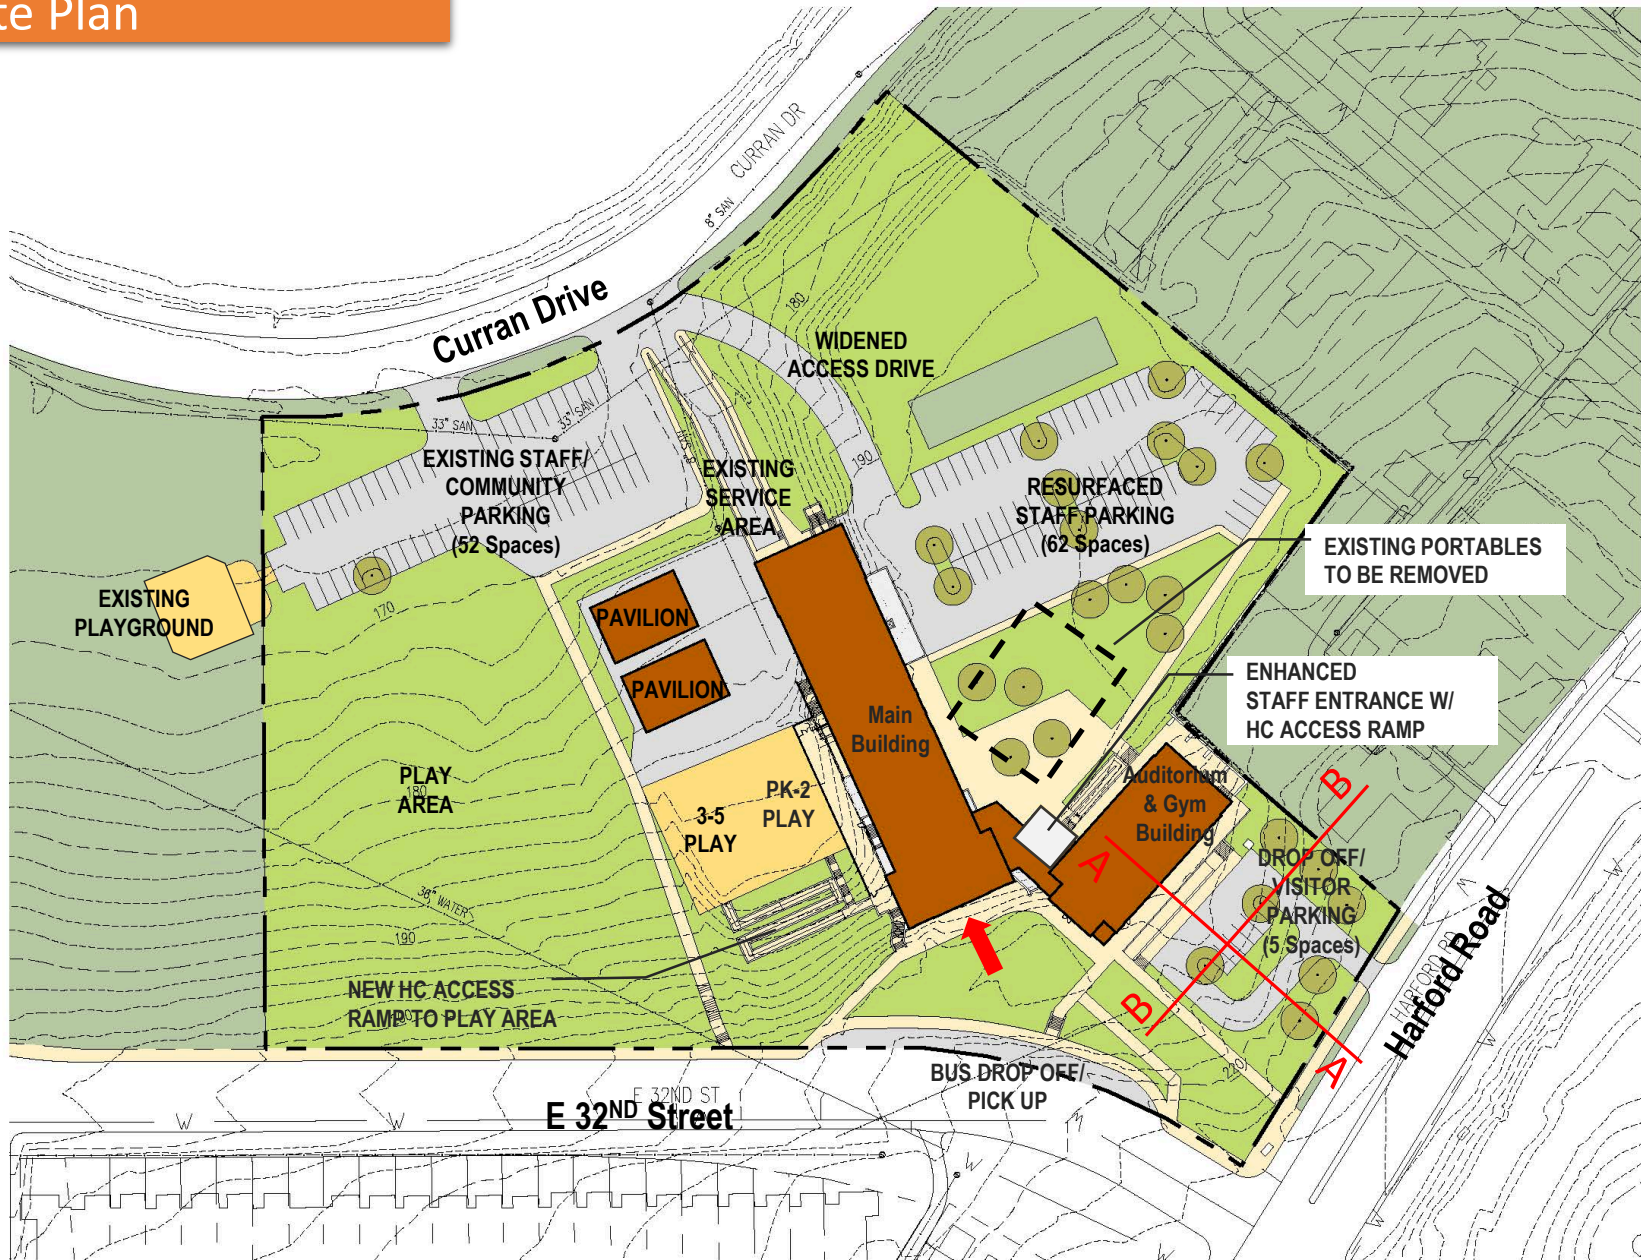 te Plan
CURRAN DR
8" SAN
Curran Drive
180
WIDENED
ACCESS DRIVE
33" SAN
33" SAN
190
EXISTING STAFF/
COMMUNITY
PARKING
(52 Spaces)
EXISTING
SERVICE
AREA
RESURFACED
STAFF PARKING
(62 Spaces)
EXISTING PORTABLES
TO BE REMOVED
EXISTING
PLAYGROUND
170
PAVILION
PAVILION
ENHANCED
STAFF ENTRANCE W/
HC ACCESS RAMP
Main
Building
PLAY
AREA
180
PK-2
PLAY
3-5
PLAY
Auditorium
& Gym
Building
B
A
DROP OFF/
VISITOR
PARKING
(5 Spaces)
36" WATER
190
HARFORD RD
Harford Road
NEW HC ACCESS
RAMP TO PLAY AREA
B
A
220
BUS DROP OFF/
PICK UP
E 32ND ST
E 32ND Street
W
W
W
W
W
W
W